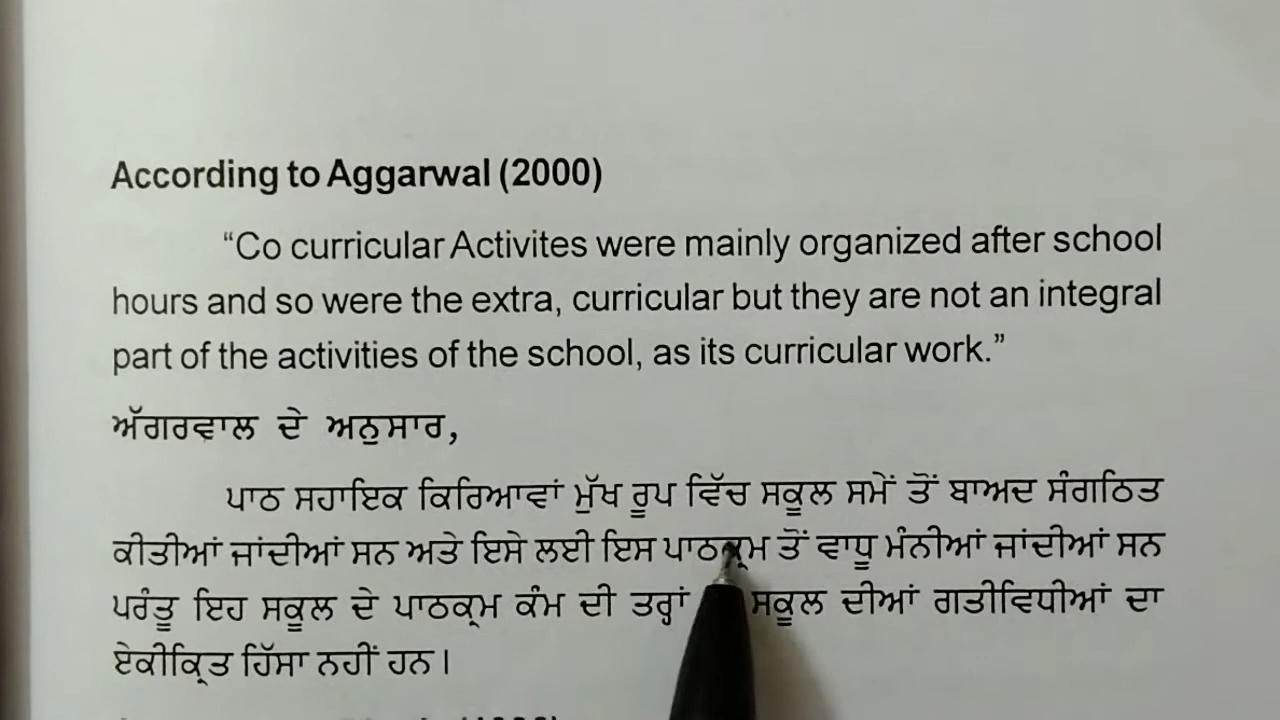 According to Aggarwal (2000)
“Co curricular Activites were mainly organized after school
hours and so were the extra, curricular but they are not an integral
part of the activities of the school, as its curricular work.”
ਅੱਗਰਵਾਲ ਦੇ ਅਨੁਸਾਰ,
ਪਾਠ ਸਹਾਇਕ ਕਿਰਿਆਵਾਂ ਮੁੱਖ ਰੂਪ ਵਿੱਚ ਸਕੂਲ ਸਮੇਂ ਤੋਂ ਬਾਅਦ ਸੰਗਠਿਤ
ਕੀਤੀਆਂ ਜਾਂਦੀਆਂ ਸਨ ਅਤੇ ਇਸੇ ਲਈ ਇਸ ਪਾਠਕ੍ਰਮ ਤੋਂ ਵਾਧੂ ਮੰਨੀਆਂ ਜਾਂਦੀਆਂ ਸਨ
ਪਰੰਤੂ ਇਹ ਸਕੂਲ ਦੇ ਪਾਠਕ੍ਰਮ ਕੰਮ ਦੀ ਤਰ੍ਹਾਂ ਸਕੂਲ ਦੀਆਂ ਗਤੀਵਿਧੀਆਂ ਦਾ
ਏਕੀਕ੍ਰਿਤ ਹਿੱਸਾ ਨਹੀਂ ਹਨ।